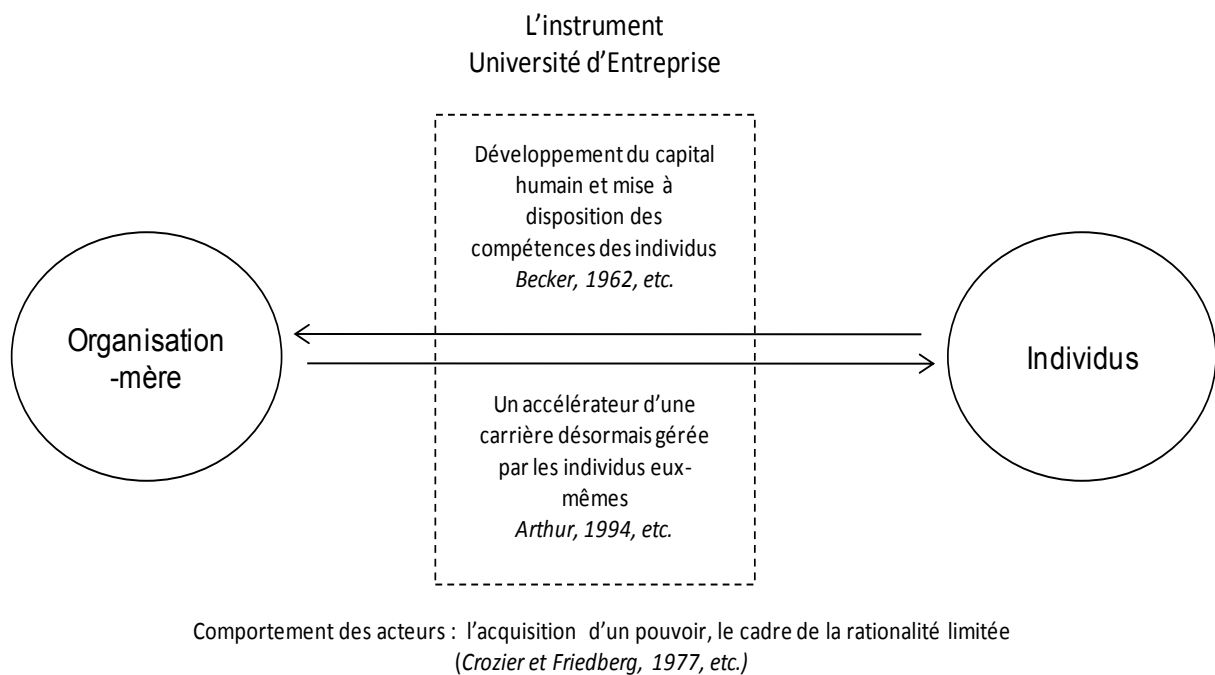 L’instrument
Université d’Entreprise
Développement du capital
humain et mise à
disposition des
compétences des individus
Becker, 1962, etc.
Organisation
-mère
Individus
Un accélérateur d’une
carrière désormais gérée
par les individus eux-
mêmes
Arthur, 1994, etc.
Comportement des acteurs : l’acquisition d’un pouvoir, le cadre de la rationalité limitée
(Crozier et Friedberg, 1977, etc.)